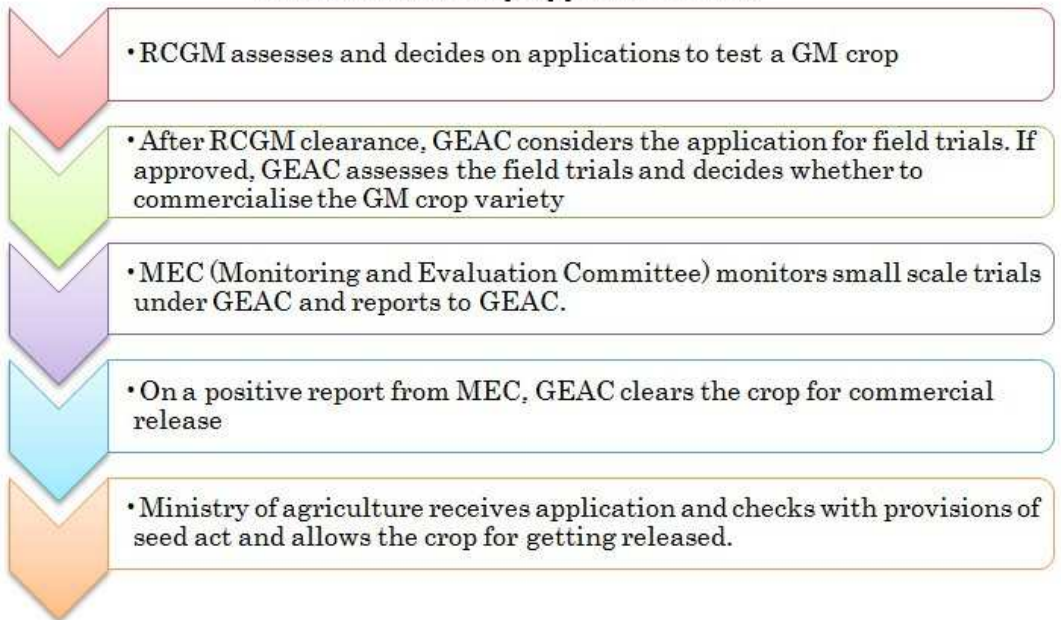 • RCGM assesses and decides on applications to test a GM crop
• After RCGM clearance, GEAC considers the application for field trials. If
approved, GEAC assesses the field trials and decides whether to
commercialise the GM crop variety
• MEC (Monitoring and Evaluation Committee) monitors small scale trials
under GEAC and reports to GEAC.
• On a positive report from MEC, GEAC clears the crop for commercial
release
• Ministry of agriculture receives application and checks with provisions of
seed act and allows the crop for getting released.